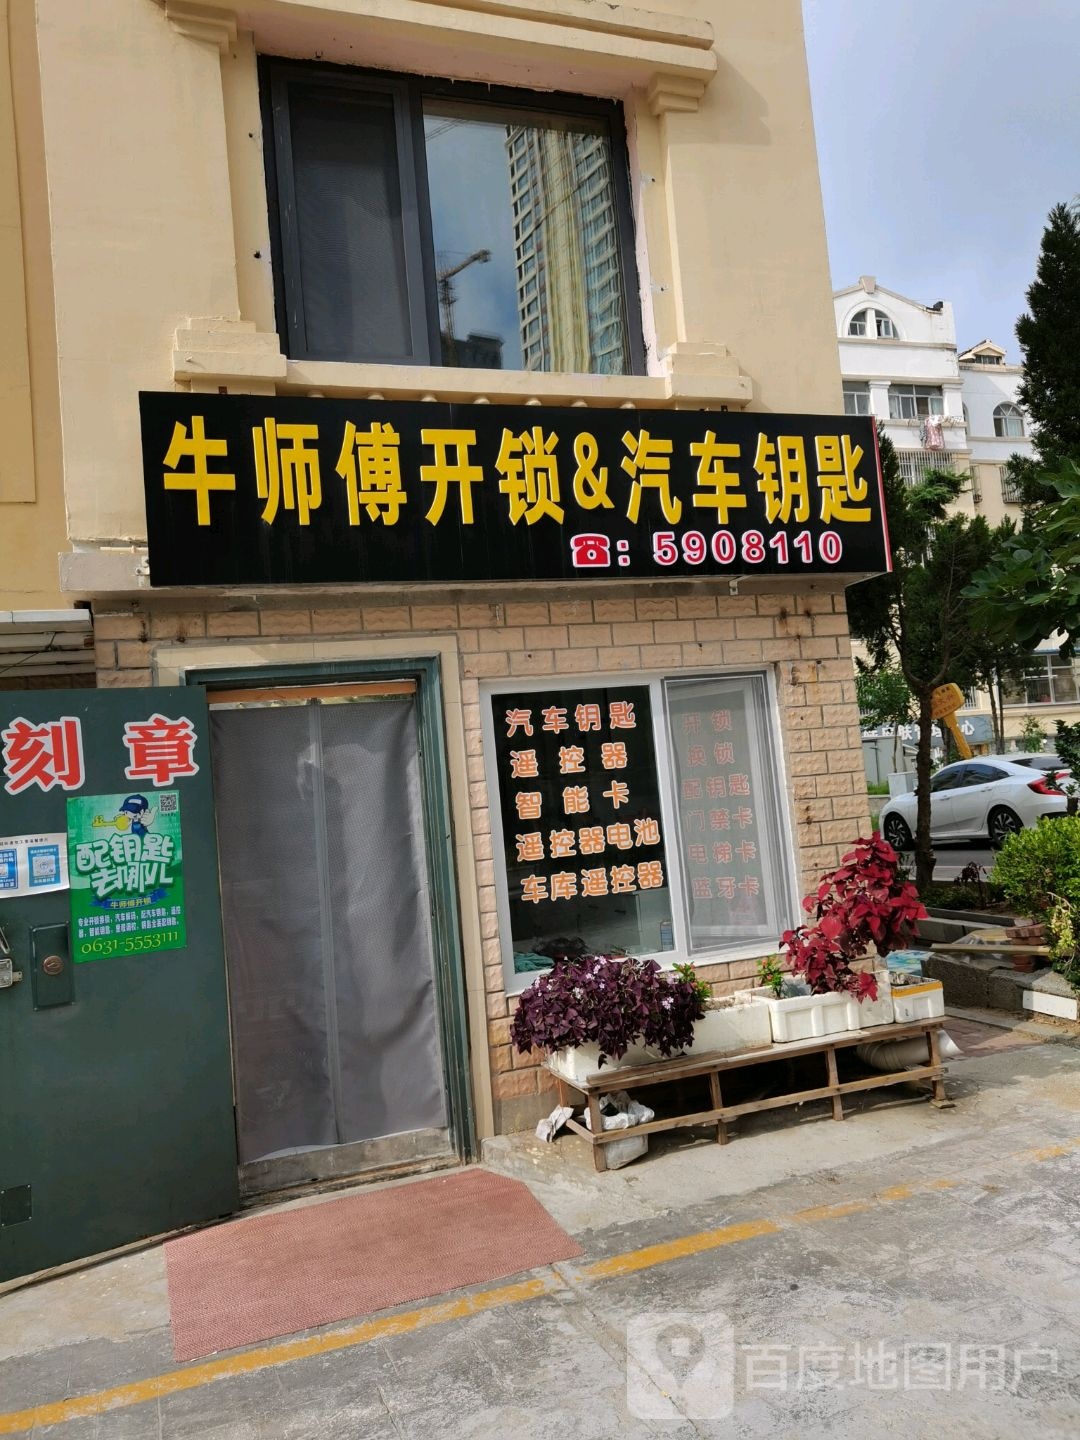 牛师傅开锁&汽车钥匙
☎: 5908110
刻章
配钥匙
去哪儿
牛师傅开锁
0631-5553111
汽车钥匙
遥控器
智能卡
遥控器电池
车库遥控器
开锁
换锁
配钥匙
门禁卡
电梯卡
蓝牙卡
百度地图用户